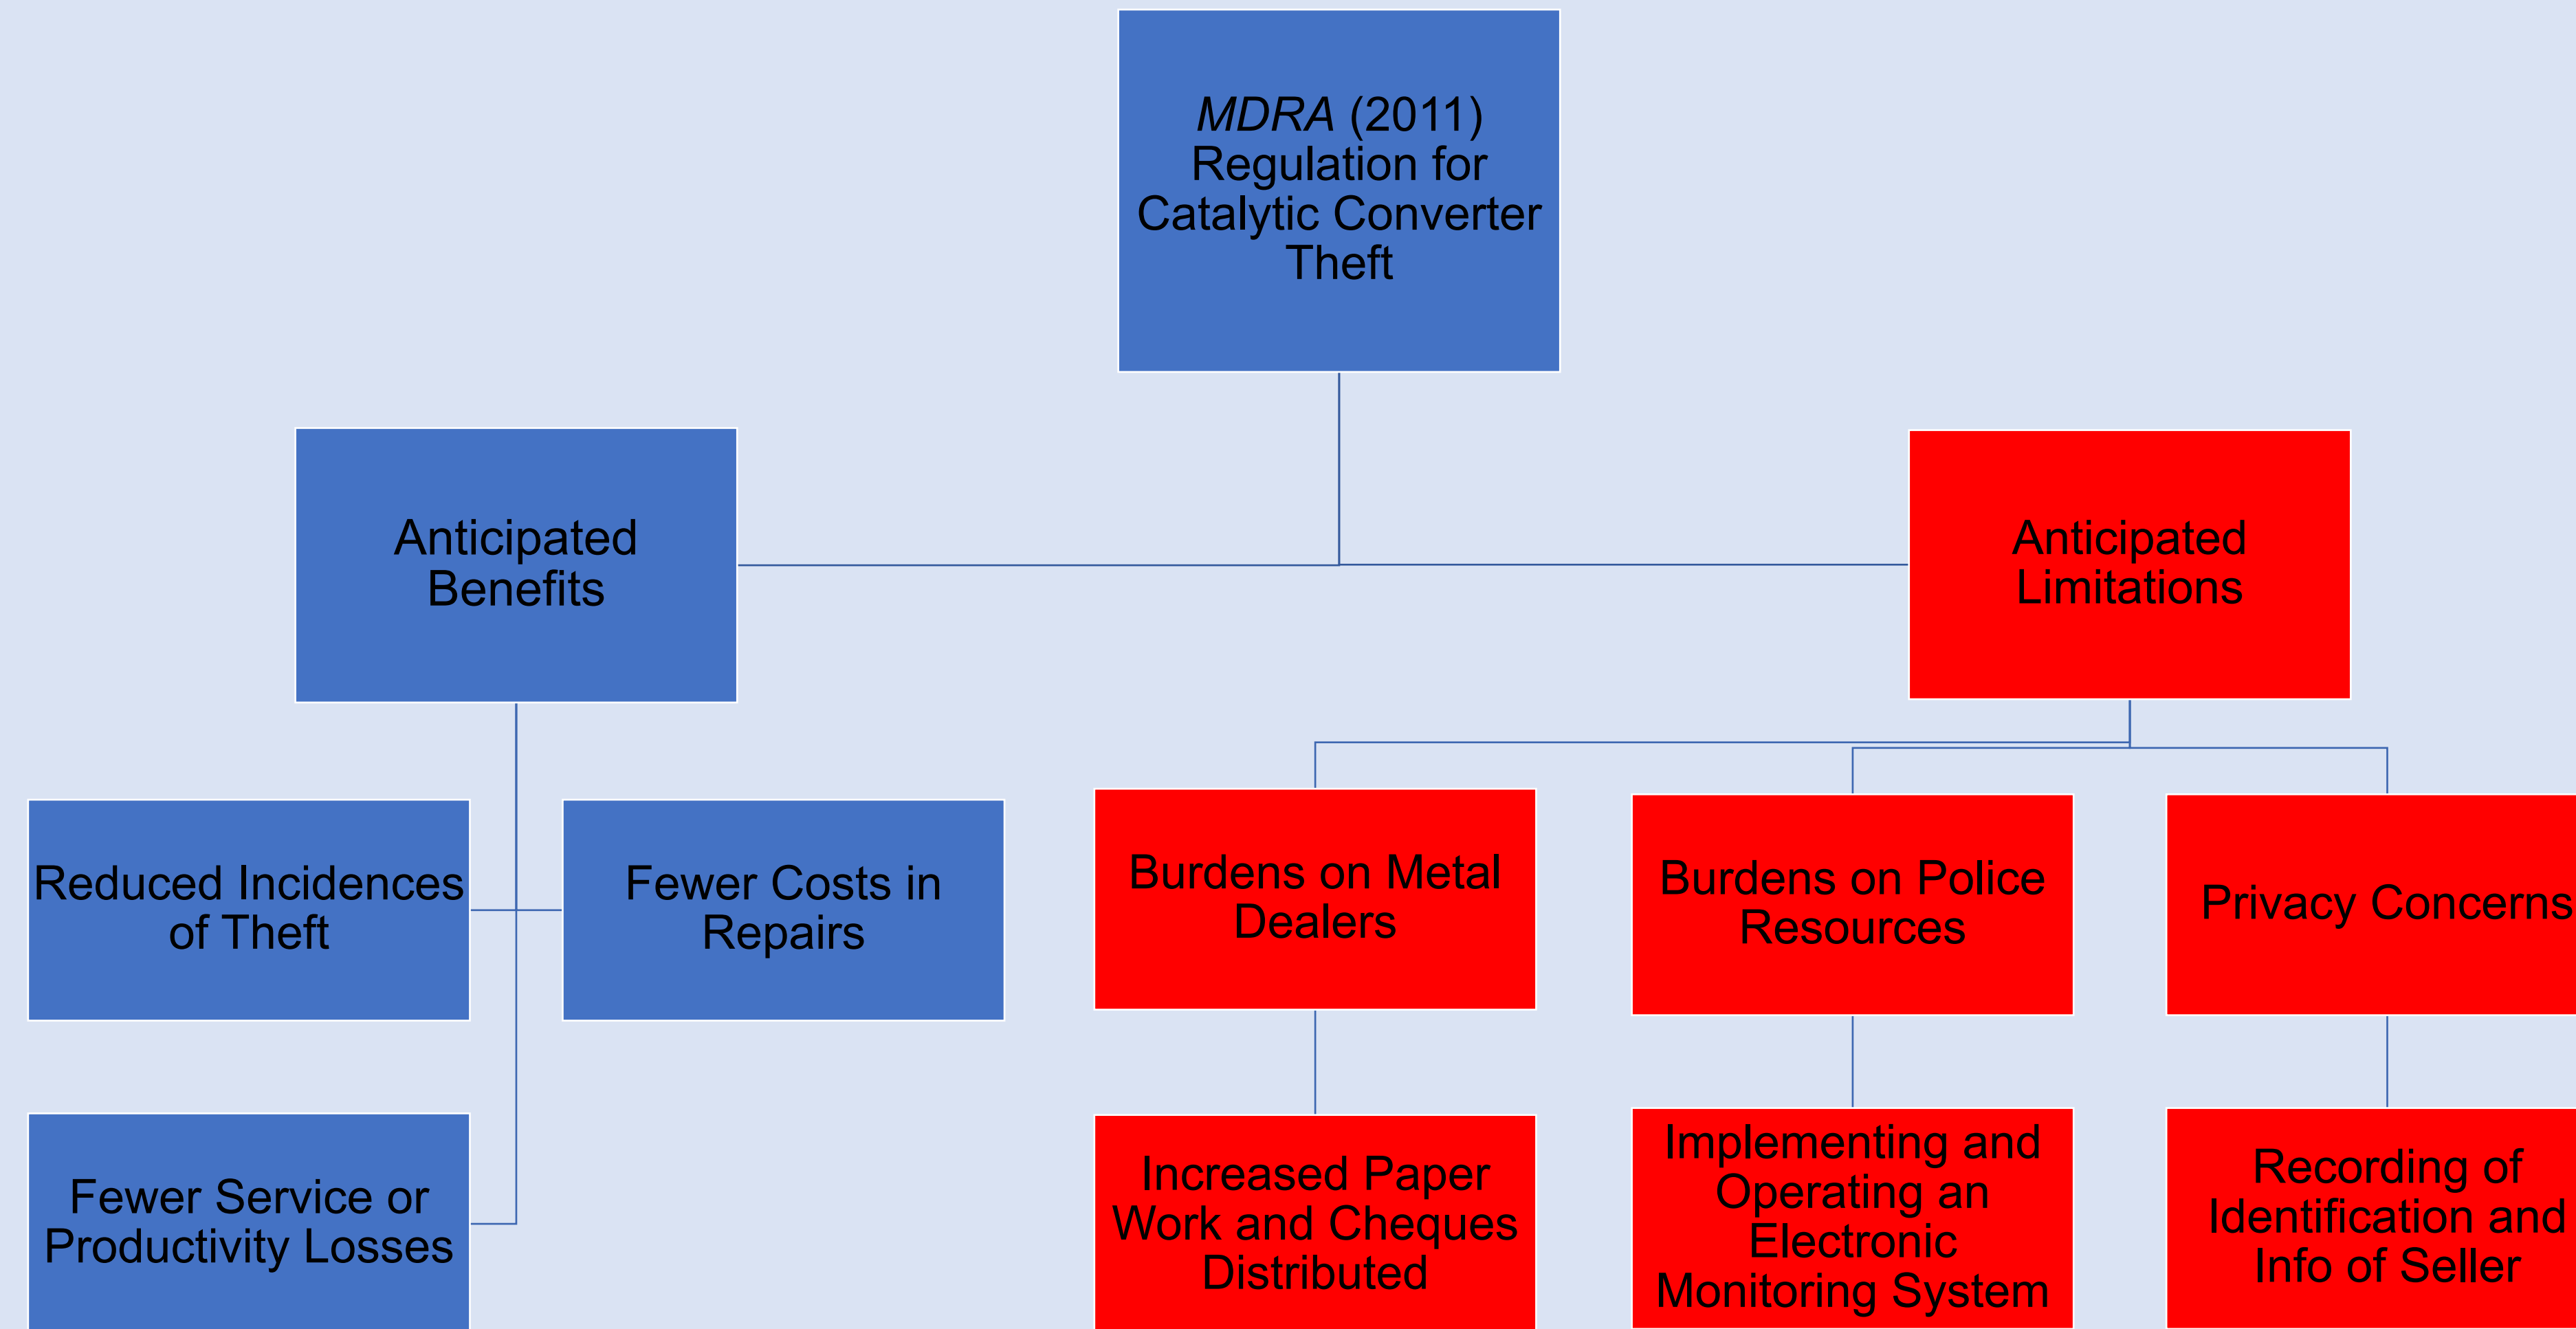 MDRA (2011)
Regulation for
Catalytic Converter
Theft
Anticipated
Benefits
Anticipated
Limitations
Reduced Incidences
of Theft
Fewer Costs in
Repairs
Burdens on Metal
Dealers
Burdens on Police
Resources
Privacy Concerns
Fewer Service or
Productivity Losses
Increased Paper
Work and Cheques
Distributed
Implementing and
Operating an
Electronic
Monitoring System
Recording of
Identification and
Info of Seller